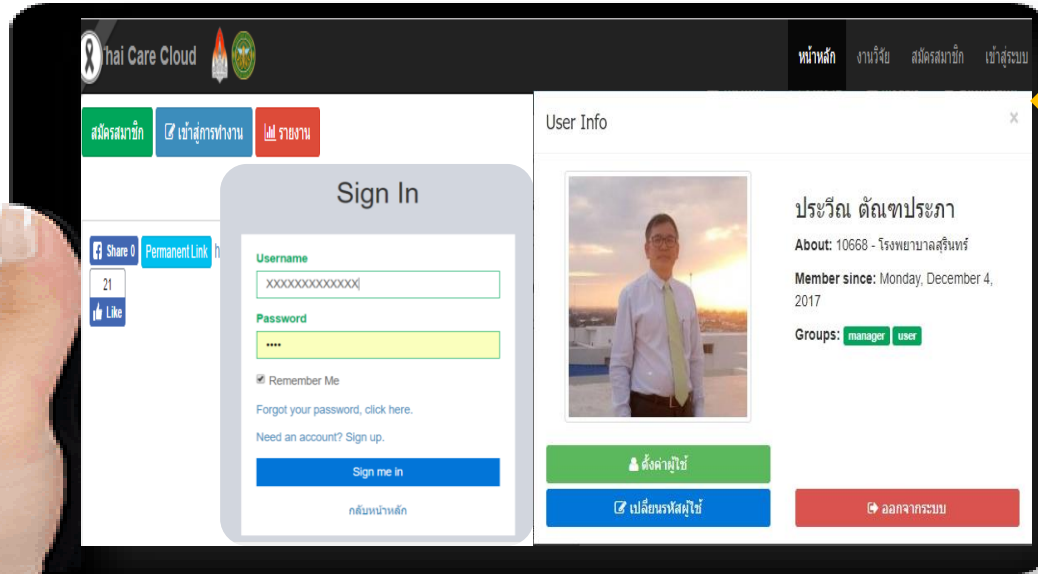 Thai Care Cloud
หน้าหลัก งานวิจัย สมัครสมาชิก เข้าสู่ระบบ
สมัครสมาชิก เข้าสู่การทำงาน รายงาน
Share 0 Permanent Link h
21
Like
Sign In
Username
XXXXXXXXXXXXX
Password
••••
Remember Me
Forgot your password, click here.
Need an account? Sign up.
Sign me in
กลับหน้าหลัก
User Info ×
ประวีณ ตัณฑประภา
About: 10668 - โรงพยาบาลสุรินทร์
Member since: Monday, December 4,
2017
Groups: manager user
ตั้งค่าผู้ใช้
เปลี่ยนรหัสผู้ใช้ ออกจากระบบ